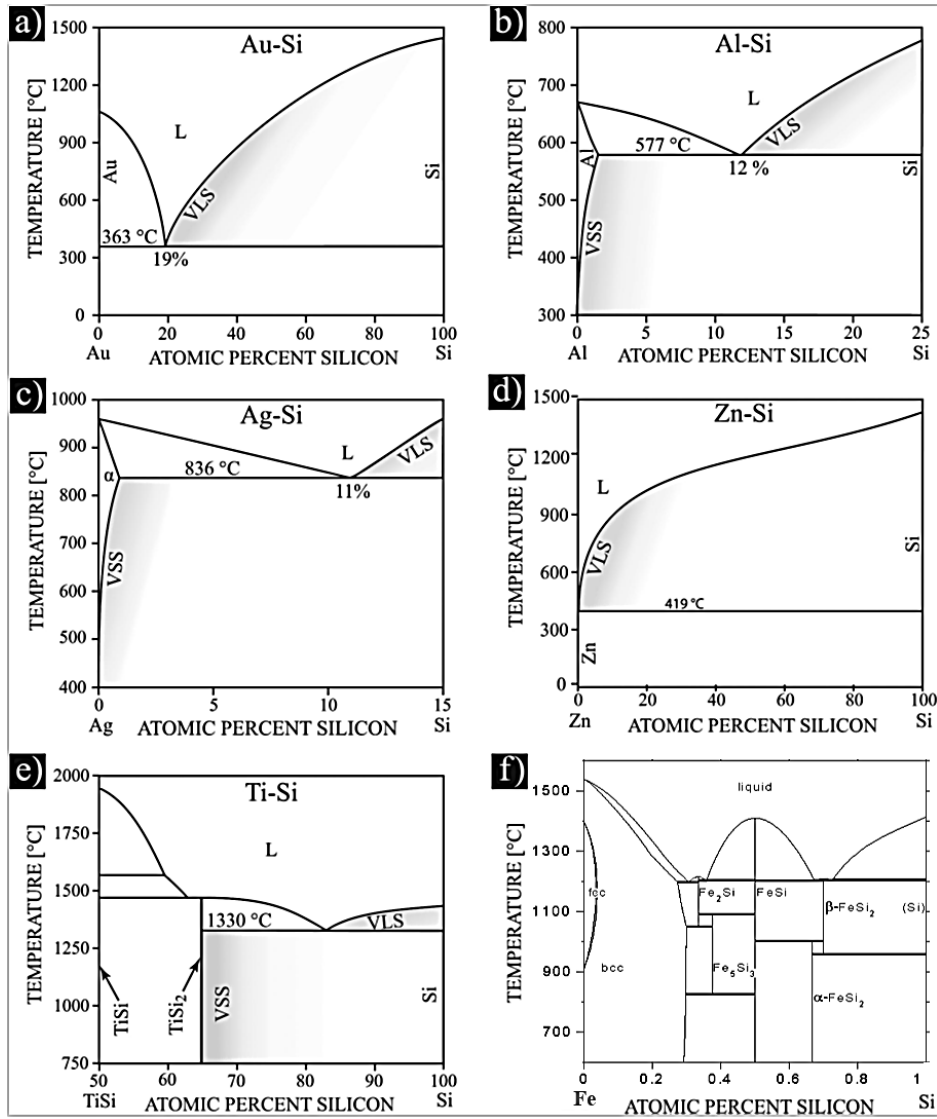 a)
Au-Si
TEMPERATURE [°C]
1500
1200
900
600
300
0
L
Au
VLS
Si
363 °C
19%
0 20 40 60 80 100
Au ATOMIC PERCENT SILICON Si
b)
Al-Si
TEMPERATURE [°C]
800
700
600
500
400
300
L
VLS
Al
577 °C
12 %
Si
VSS
0 5 10 15 20 25
Al ATOMIC PERCENT SILICON Si
c)
Ag-Si
TEMPERATURE [°C]
1000
900
800
700
600
500
400
L
VLS
α
836 °C
11%
VSS
0 5 10 15
Ag ATOMIC PERCENT SILICON Si
d)
Zn-Si
TEMPERATURE [°C]
1500
1200
900
600
300
0
L
VLS
Si
419 °C
Zn
0 20 40 60 80 100
Zn ATOMIC PERCENT SILICON Si
e)
Ti-Si
TEMPERATURE [°C]
2000
1750
1500
1250
1000
750
L
1330 °C
VLS
TiSi
TiSi2
VSS
Si
50 60 70 80 90 100
TiSi ATOMIC PERCENT SILICON Si
f)
TEMPERATURE [°C]
1500
1300
1100
900
700
liquid
fcc
bcc
Fe2Si
FeSi
β-FeSi2
(Si)
Fe5Si3
α-FeSi2
0 0.2 0.4 0.6 0.8 1
Fe ATOMIC PERCENT SILICON Si